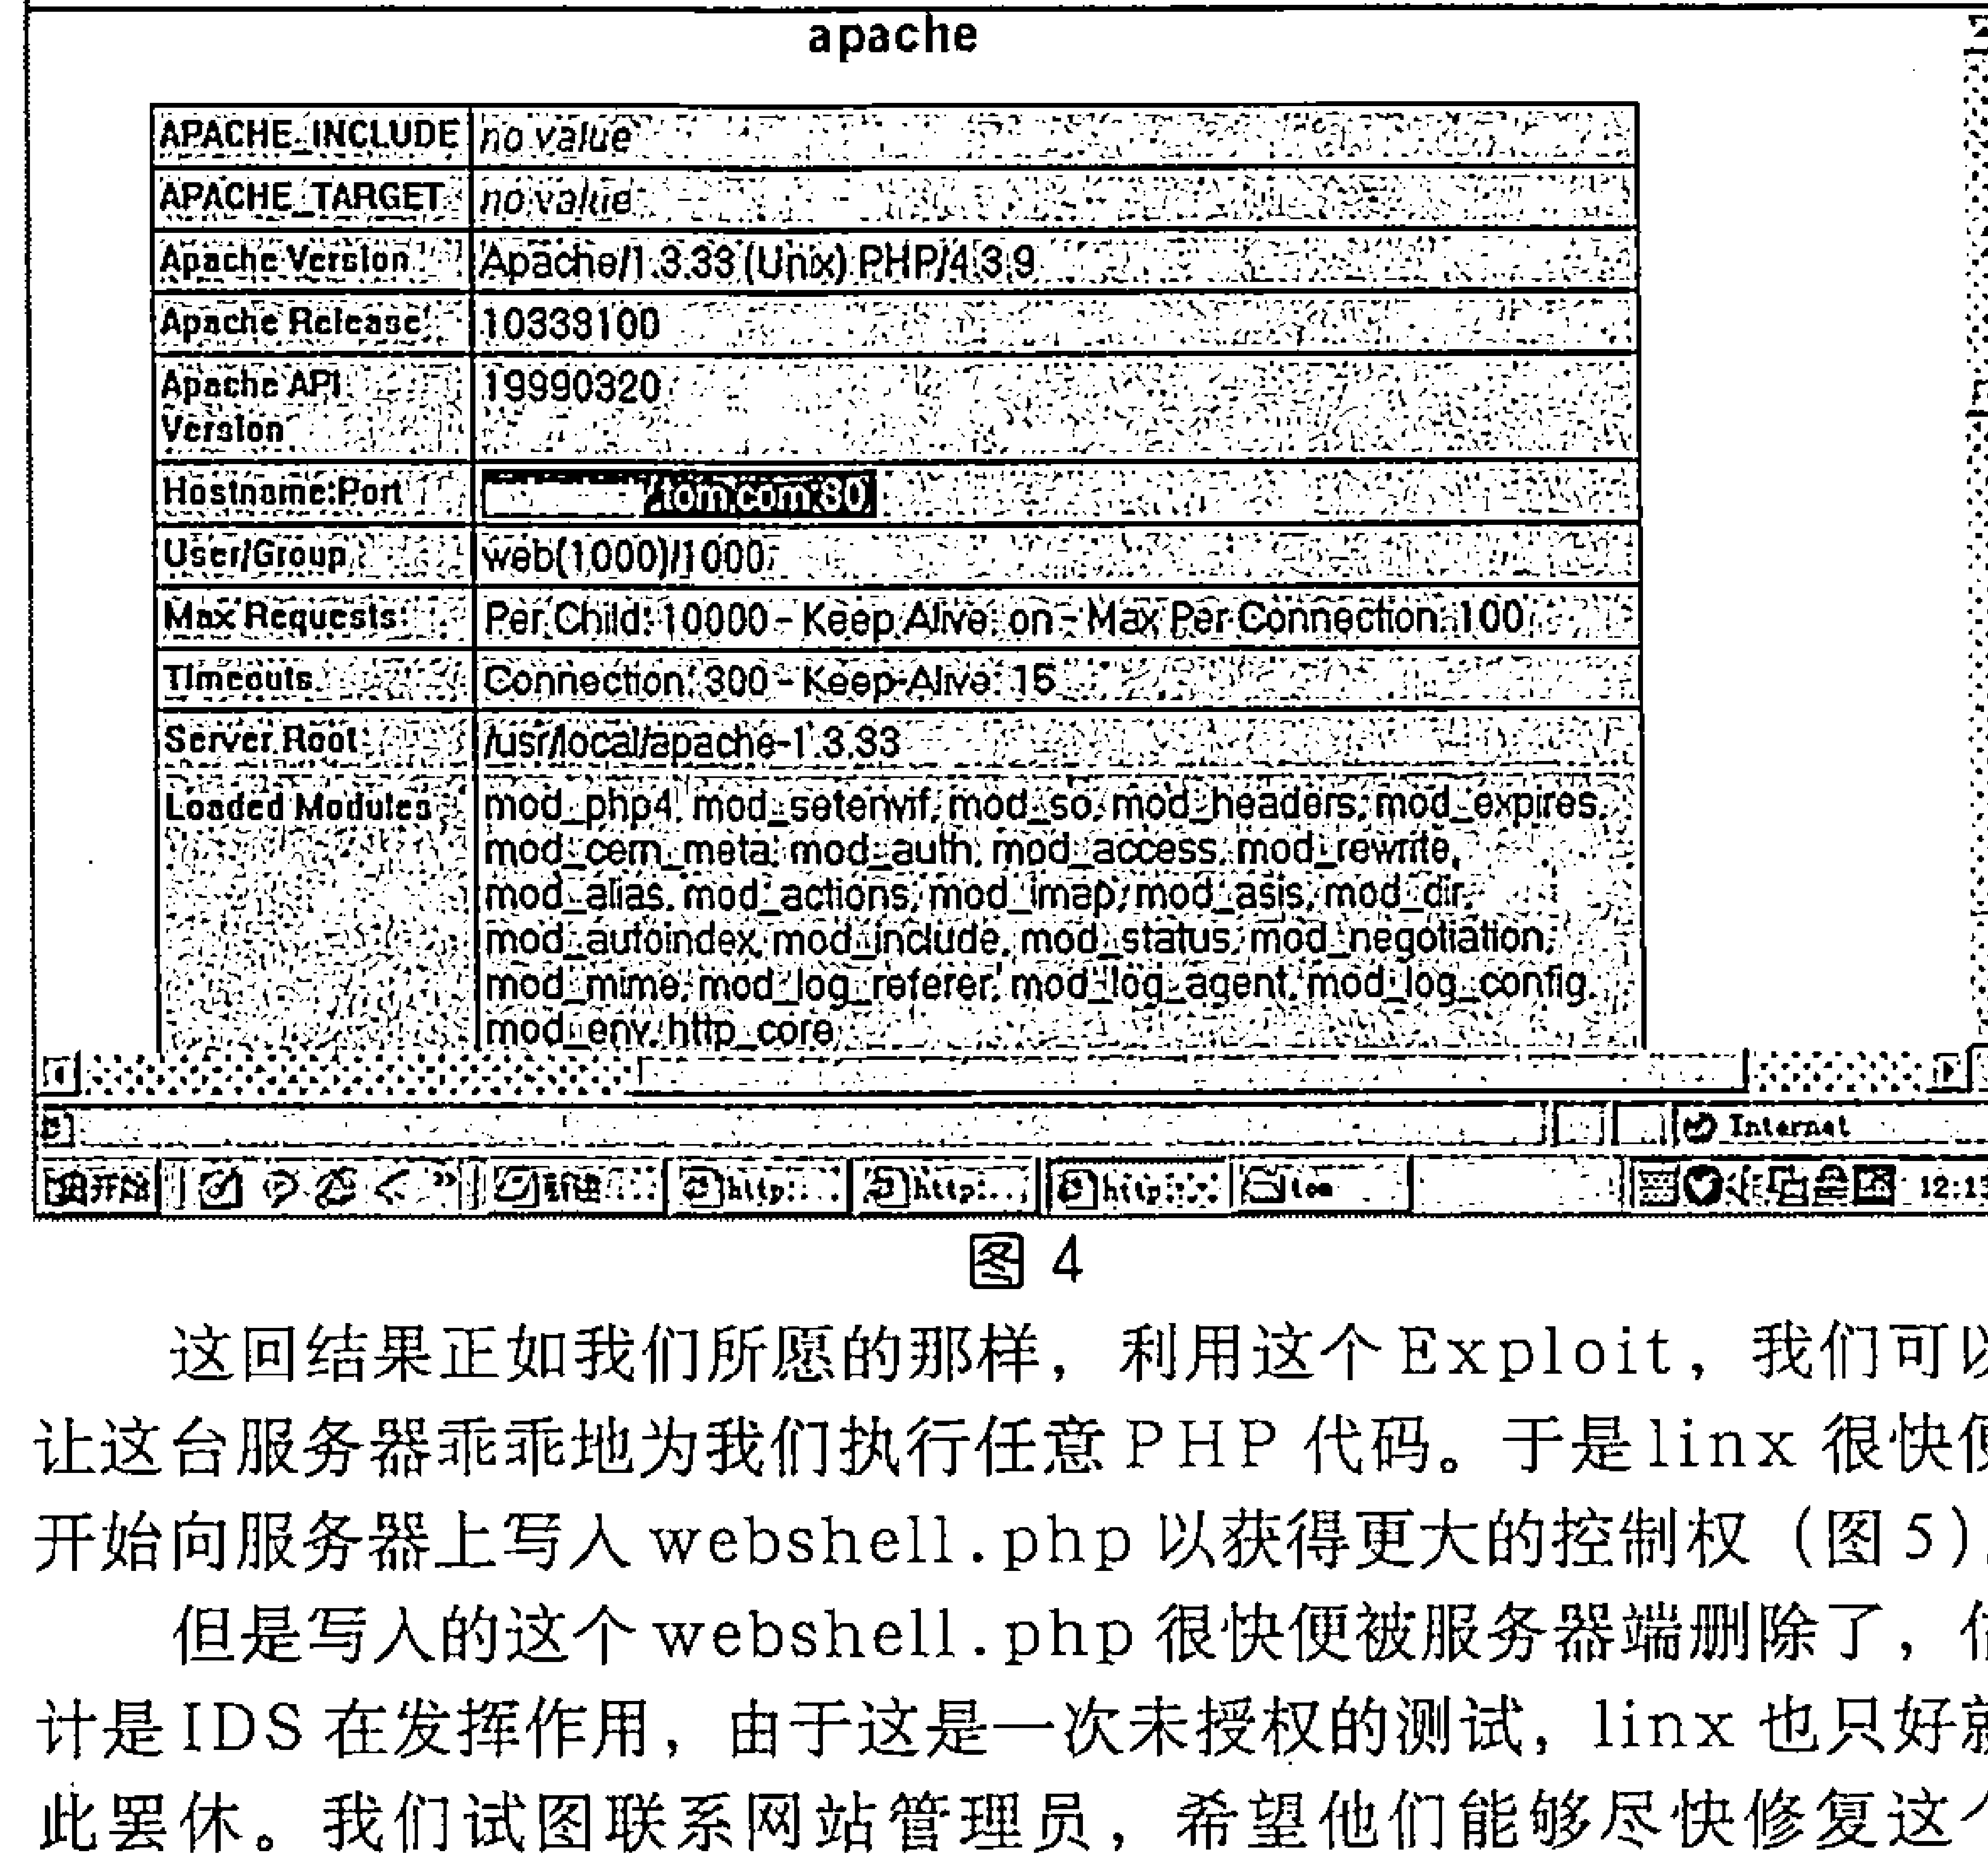 apache
APACHE_INCLUDE no value
APACHE_TARGET no value
Apache Version Apache/1.3.33 (Unix) PHP/4.3.9
Apache Release 10333100
Apache API Version 19990320
Hostname:Port .tom.com:80
User/Group web(1000)/1000
Max Requests Per Child: 10000 - Keep Alive: on - Max Per Connection: 100
Timeouts Connection: 300 - Keep-Alive: 15
Server Root /usr/local/apache-1.3.33
Loaded Modules mod_php4, mod_setenvif, mod_so, mod_headers, mod_expires,
mod_cern_meta, mod_auth, mod_access, mod_rewrite,
mod_alias, mod_actions, mod_imap, mod_asis, mod_dir,
mod_autoindex, mod_include, mod_status, mod_negotiation,
mod_mime, mod_log_referer, mod_log_agent, mod_log_config,
mod_env, http_core
Internet
开始 http: http: http: 12:13
图 4
这回结果正如我们所愿的那样，利用这个Exploit，我们可以
让这台服务器乖乖地为我们执行任意PHP代码。于是linx很快便
开始向服务器上写入webshell.php以获得更大的控制权（图5）。
但是写入的这个webshell.php很快便被服务器端删除了，估
计是IDS在发挥作用，由于这是一次未授权的测试，linx也只好就
此罢休。我们试图联系网站管理员，希望他们能够尽快修复这个